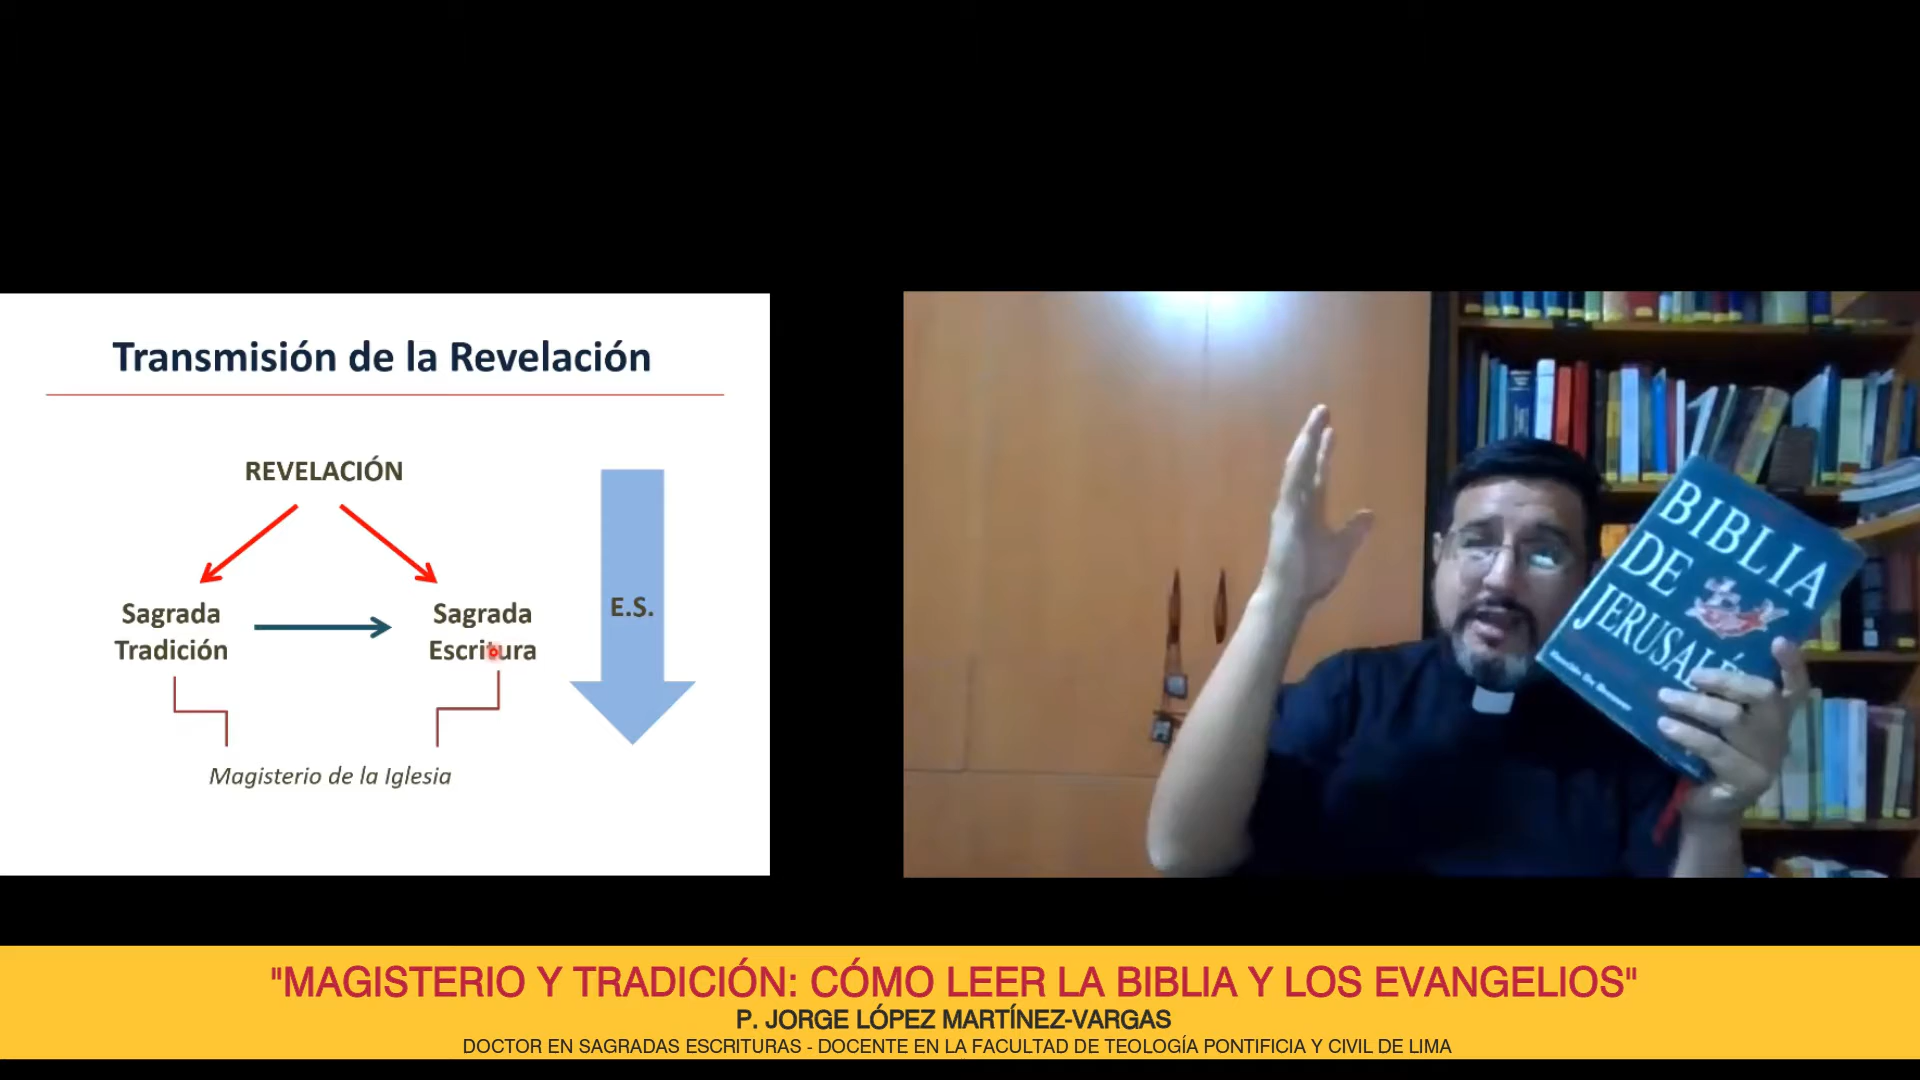 Transmisión de la Revelación
REVELACIÓN
Sagrada
Tradición
Sagrada
Escritura
E.S.
Magisterio de la Iglesia
BIBLIA
DE
JERUSALÉ
"MAGISTERIO Y TRADICIÓN: CÓMO LEER LA BIBLIA Y LOS EVANGELIOS"
P. JORGE LÓPEZ MARTÍNEZ-VARGAS
DOCTOR EN SAGRADAS ESCRITURAS - DOCENTE EN LA FACULTAD DE TEOLOGÍA PONTIFICIA Y CIVIL DE LIMA